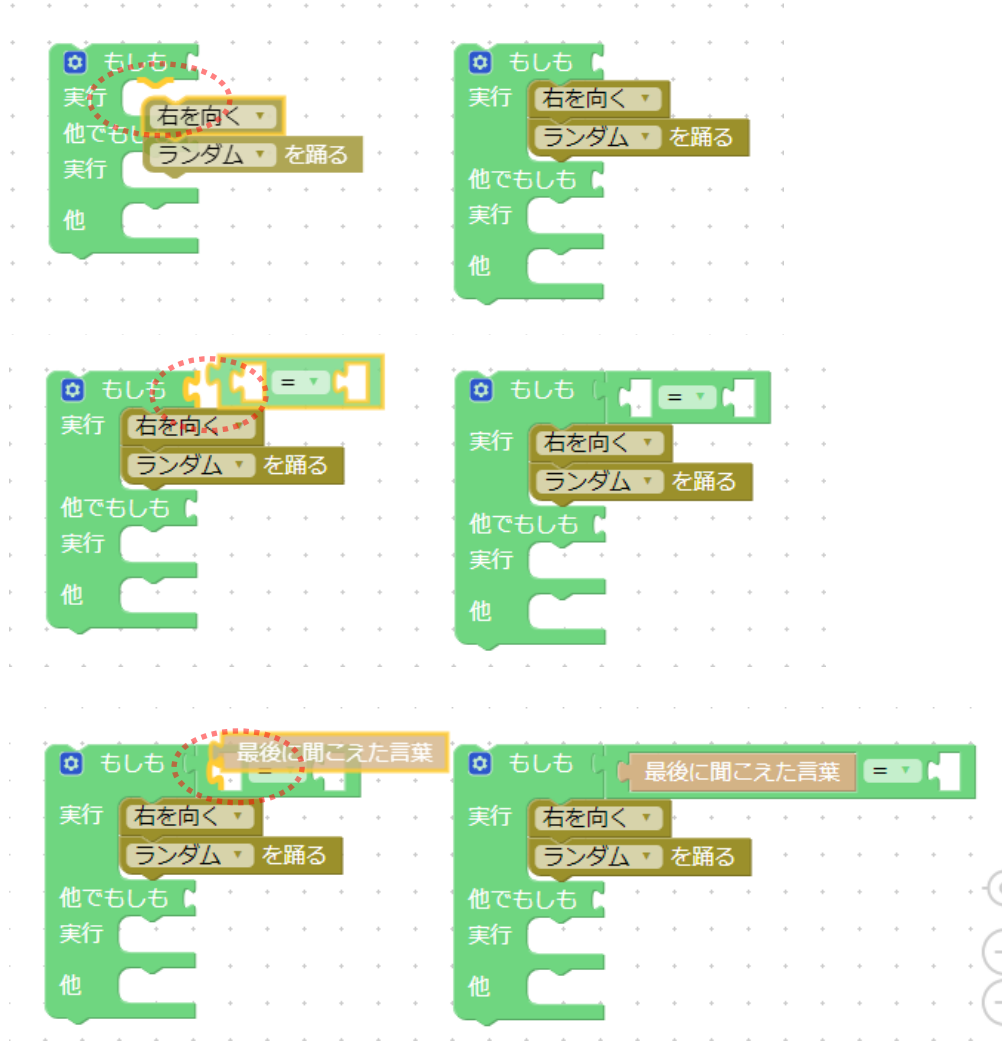 もしも
実行
右を向く
他でもし
ランダム を踊る
実行
他
もしも
実行 右を向く
ランダム を踊る
他でもしも
実行
他
もしも =
実行 右を向く
ランダム を踊る
他でもしも
実行
他
もしも =
実行 右を向く
ランダム を踊る
他でもしも
実行
他
もしも 最後に聞こえた言葉
=
実行 右を向く
ランダム を踊る
他でもしも
実行
他
もしも 最後に聞こえた言葉 =
実行 右を向く
ランダム を踊る
他でもしも
実行
他